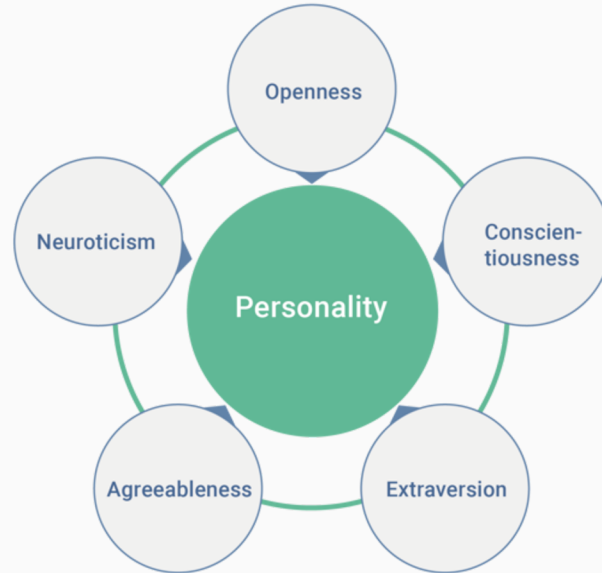 Openness
Neuroticism
Conscien-
tiousness
Personality
Agreeableness
Extraversion